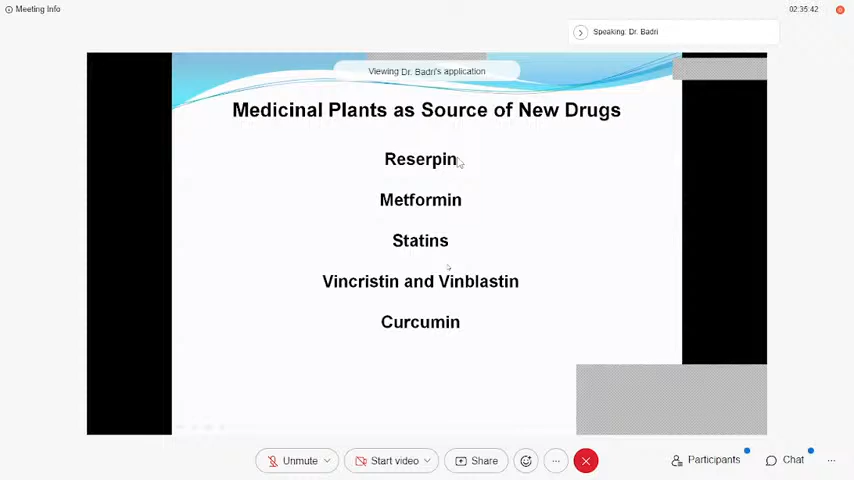 Meeting Info
02:35:42
Speaking: Dr. Badri
Viewing Dr. Badri's application
Medicinal Plants as Source of New Drugs
Reserpin
Metformin
Statins
Vincristin and Vinblastin
Curcumin
Unmute
Start video
Share
Participants
Chat